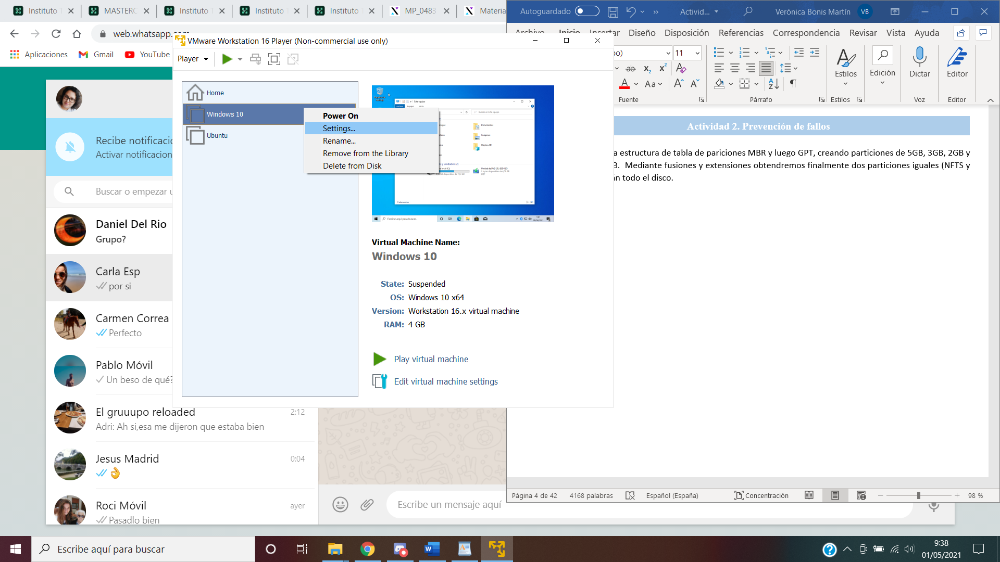 Instituto T
MASTERC
Instituto T
Instituto T
Instituto T
MP_0483
Materia
Autoguardado
Activid...
Verónica Bonis Martín
VB
web.whatsapp.com
Aplicaciones
Gmail
YouTube
VMware Workstation 16 Player (Non-commercial use only)
Player
Archivo
Inicio
Insertar
Diseño
Disposición
Referencias
Correspondencia
Revisar
Vista
Ayuda
11
Estilos
Edición
Dictar
Editor
Fuente
Párrafo
Estilos
Voz
Editor
Home
Windows 10
Ubuntu
Power On
Settings...
Rename...
Remove from the Library
Delete from Disk
Actividad 2. Prevención de fallos
a estructura de tabla de pariciones MBR y luego GPT, creando particiones de 5GB, 3GB, 2GB y
B. Mediante fusiones y extensiones obtendremos finalmente dos particiones iguales (NFTS y
n todo el disco.
Virtual Machine Name:
Windows 10
State: Suspended
OS: Windows 10 x64
Version: Workstation 16.x virtual machine
RAM: 4 GB
Play virtual machine
Edit virtual machine settings
Recibe notificacio
Activar notificacion
Buscar o empezar u
Daniel Del Rio
Grupo?
Carla Esp
por si
Carmen Correa
Perfecto
Pablo Móvil
Un beso de qué?
El gruuupo reloaded
2:12
Adri: Ah si,esa me dijeron que estaba bien
Jesus Madrid
0:04
👌
Roci Móvil
ayer
Pasadlo bien
Escribe un mensaje aquí
Página 4 de 42
4168 palabras
Español (España)
Concentración
98 %
Escribe aquí para buscar
9:38
01/05/2021